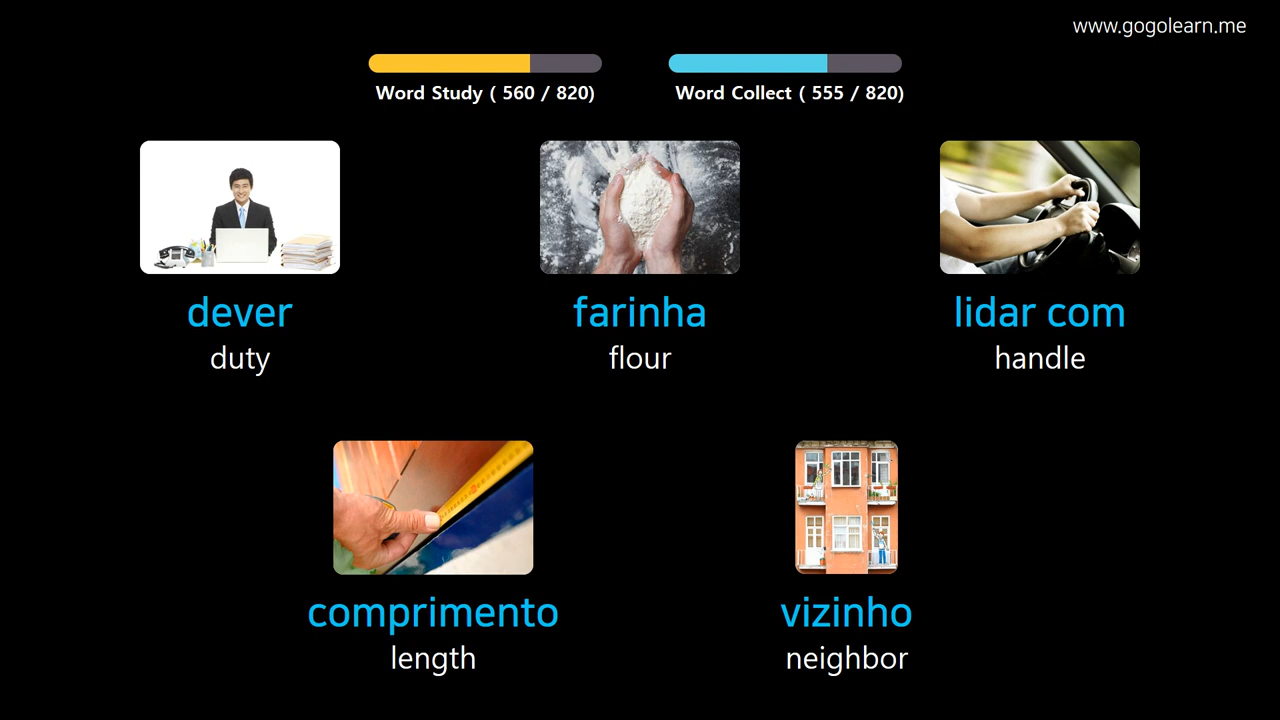 www.gogolearn.me
Word Study ( 560 / 820)
Word Collect ( 555 / 820)
dever
duty
farinha
flour
lidar com
handle
comprimento
length
vizinho
neighbor